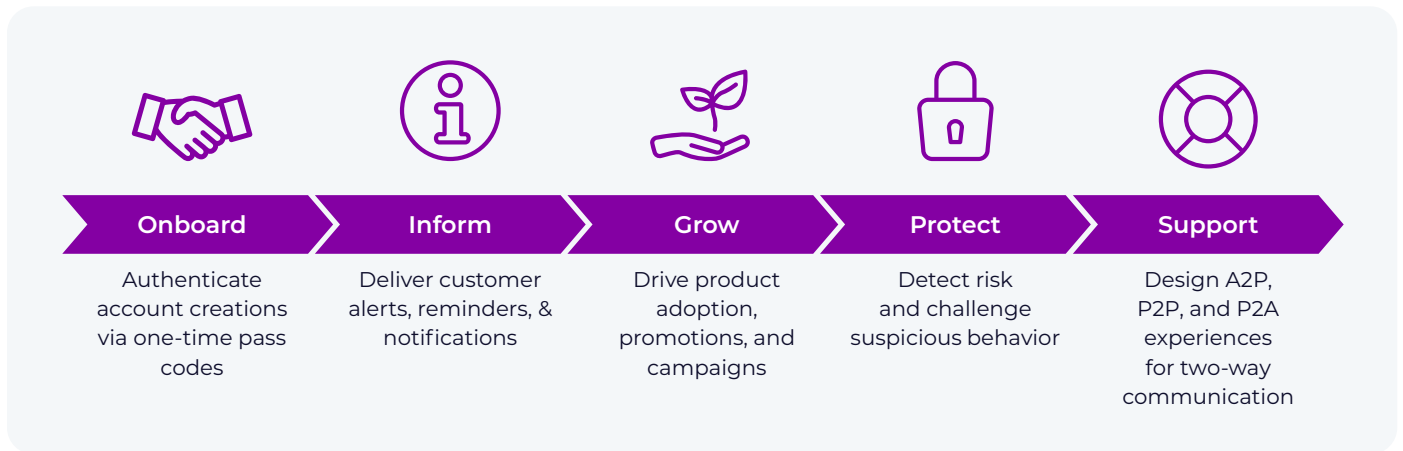 Onboard
Authenticate
account creations
via one-time pass
codes
Inform
Deliver customer
alerts, reminders, &
notifications
Grow
Drive product
adoption,
promotions, and
campaigns
Protect
Detect risk
and challenge
suspicious behavior
Support
Design A2P,
P2P, and P2A
experiences
for two-way
communication